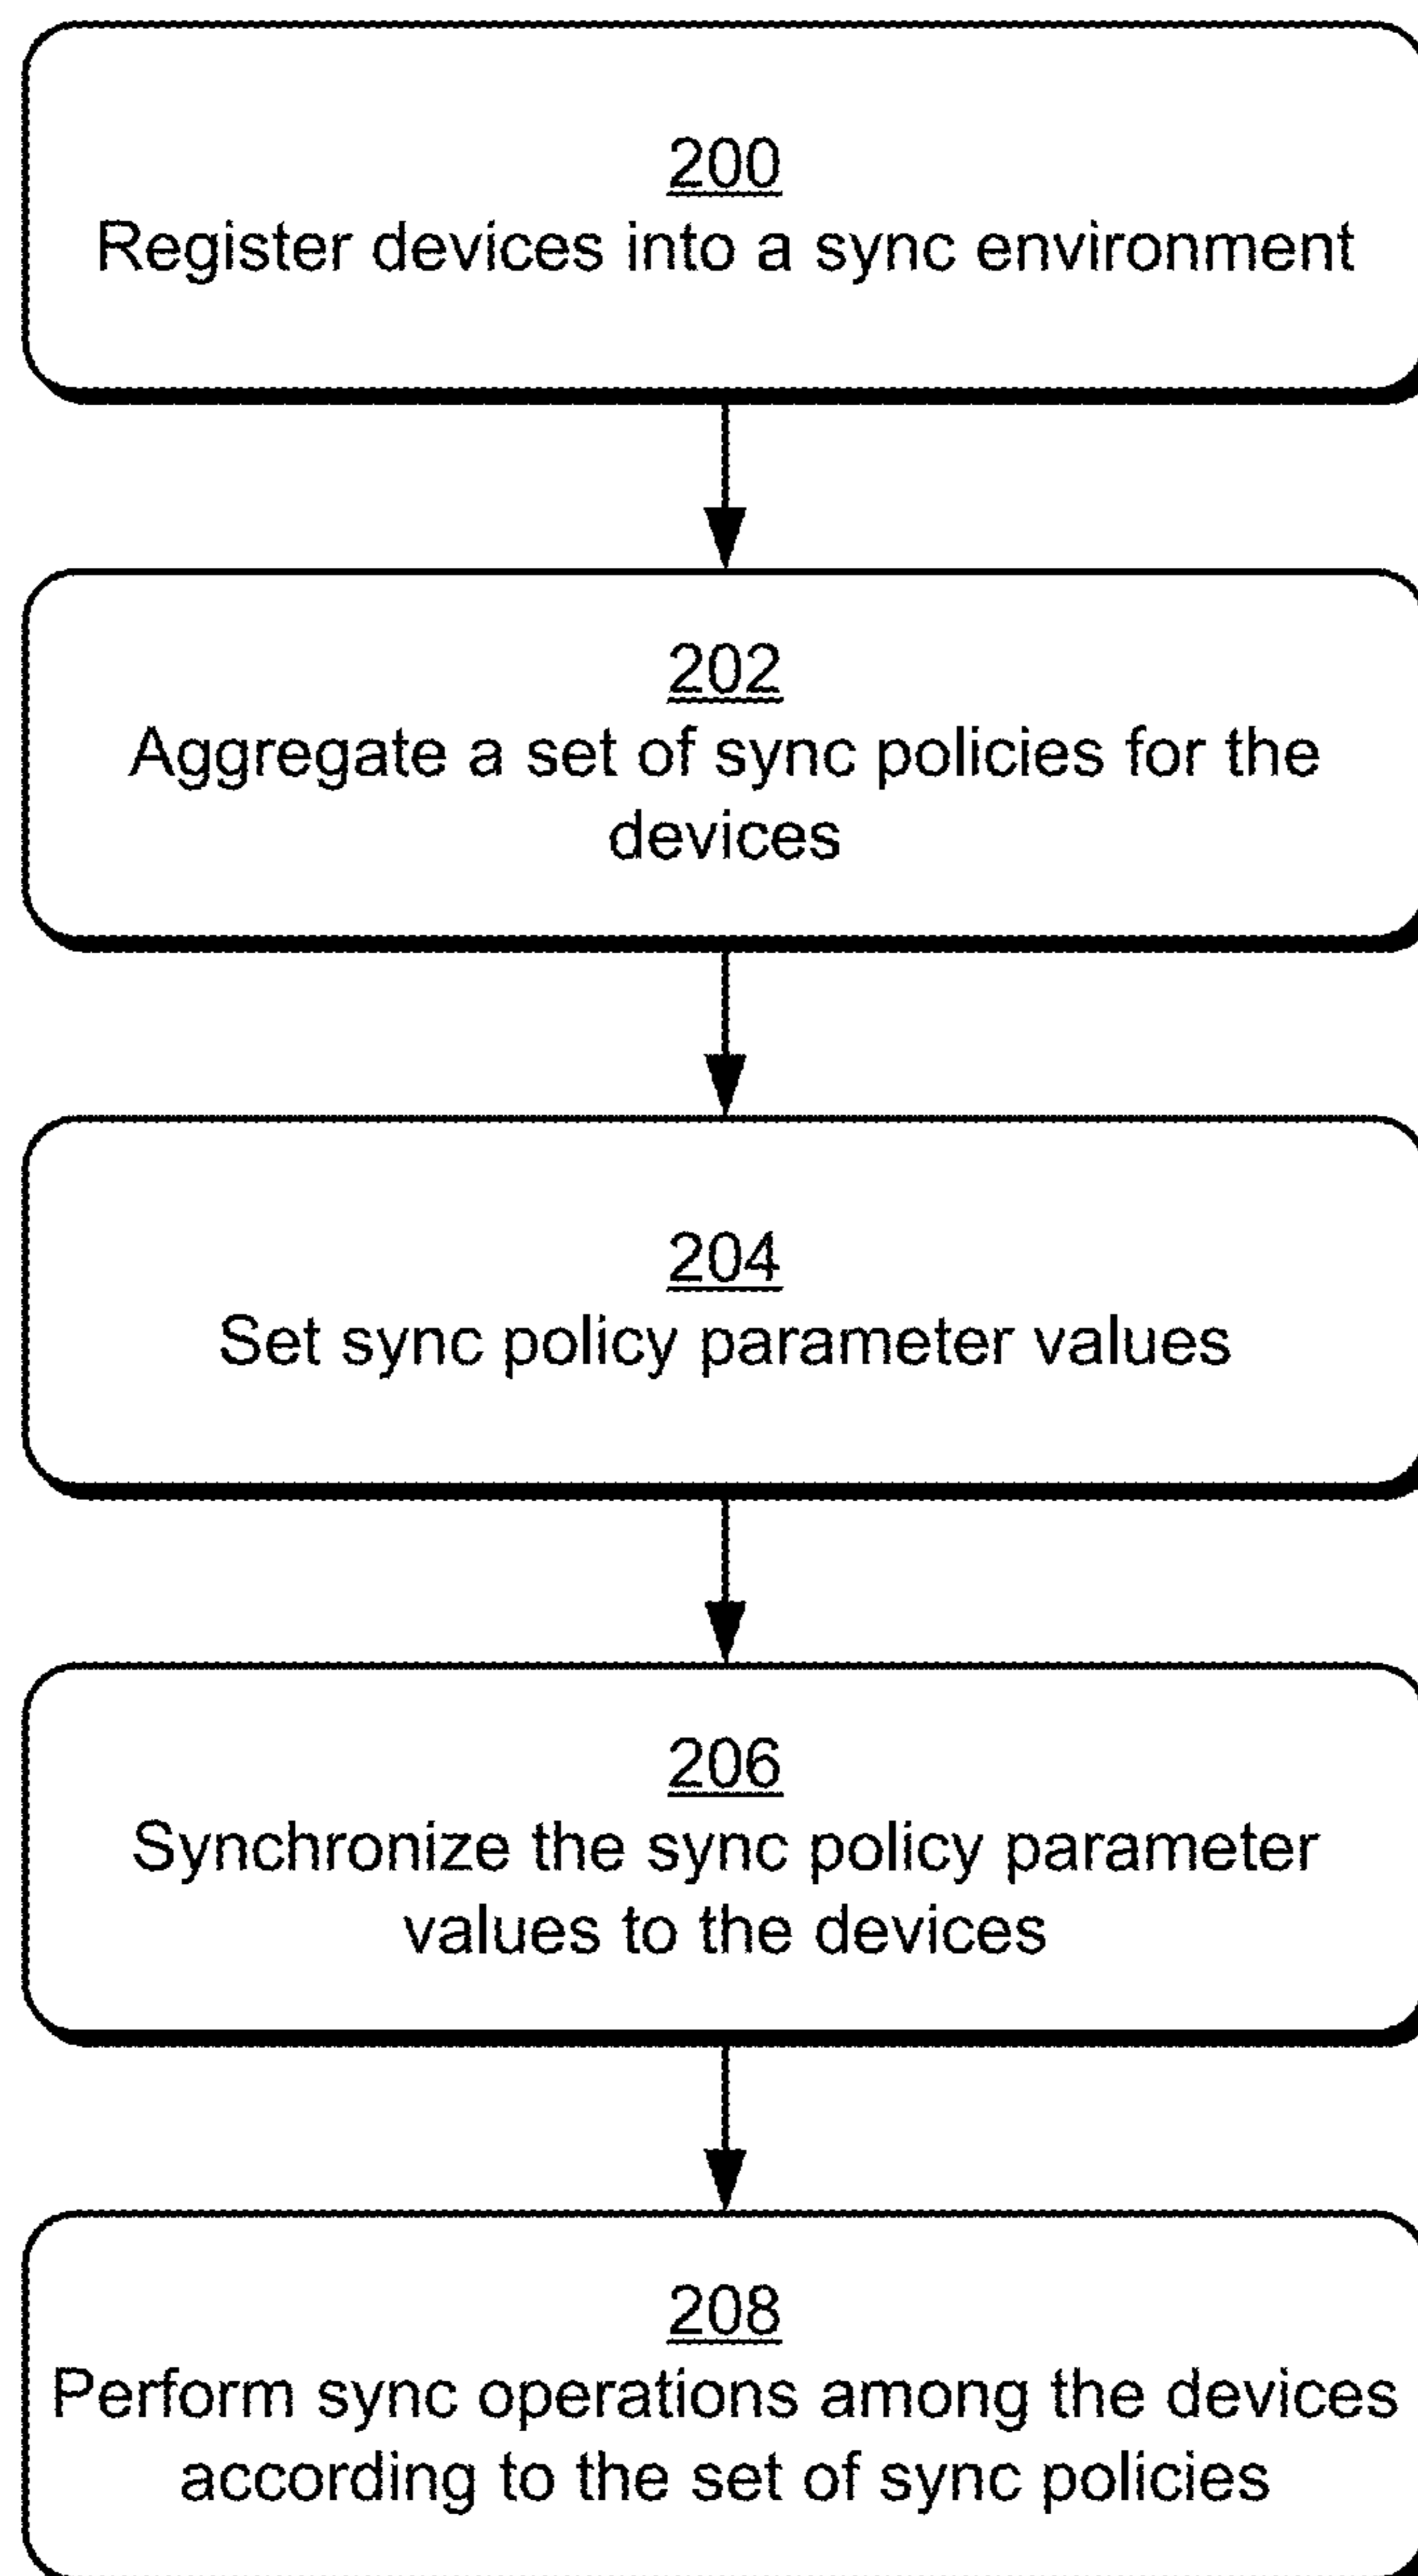 200
Register devices into a sync environment
202
Aggregate a set of sync policies for the
devices
204
Set sync policy parameter values
206
Synchronize the sync policy parameter
values to the devices
208
Perform sync operations among the devices
according to the set of sync policies